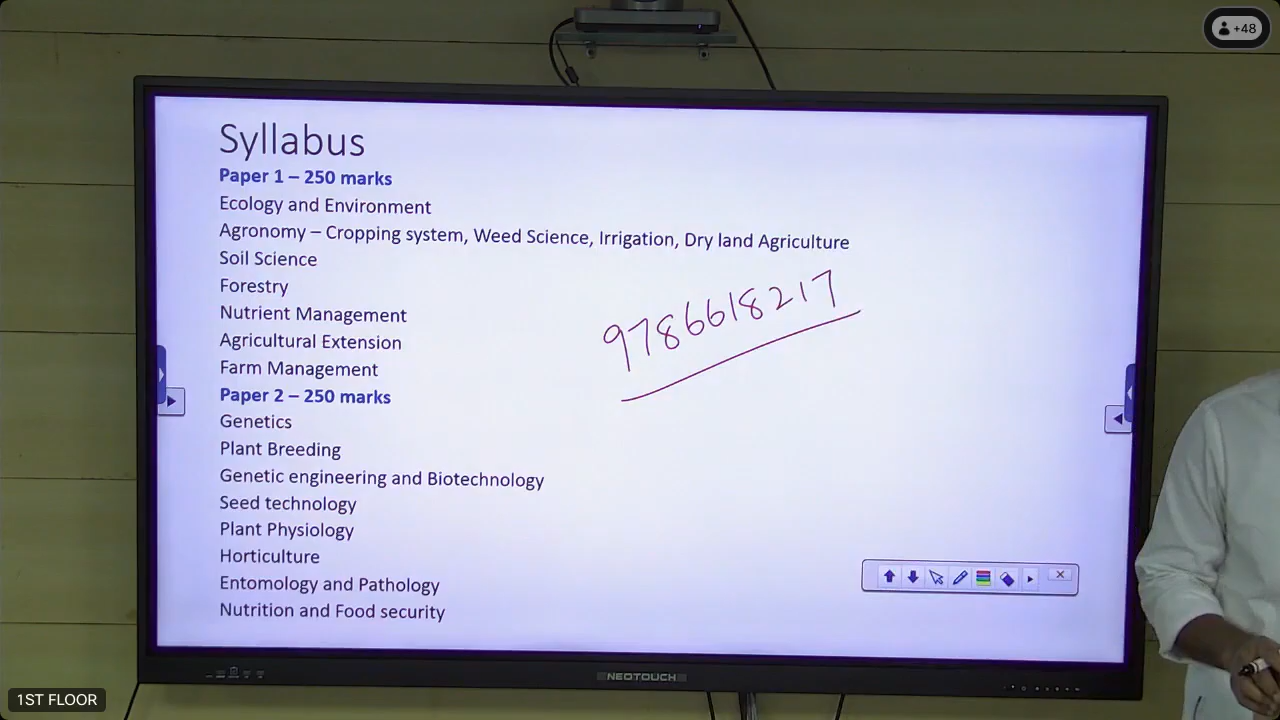 +48
Syllabus
Paper 1 – 250 marks
Ecology and Environment
Agronomy – Cropping system, Weed Science, Irrigation, Dry land Agriculture
Soil Science
Forestry
Nutrient Management
Agricultural Extension
Farm Management
9786618217
Paper 2 – 250 marks
Genetics
Plant Breeding
Genetic engineering and Biotechnology
Seed technology
Plant Physiology
Horticulture
Entomology and Pathology
Nutrition and Food security
NEOTOUCH
1ST FLOOR